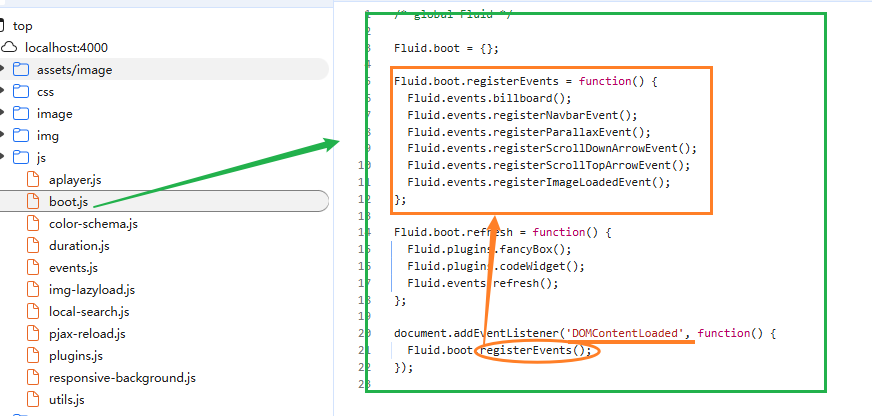 top
localhost:4000
assets/image
css
image
img
js
aplayer.js
boot.js
color-schema.js
duration.js
events.js
img-lazyload.js
local-search.js
pjax-reload.js
plugins.js
responsive-background.js
utils.js
1 /* global Fluid */
2
3 Fluid.boot = {};
4
5 Fluid.boot.registerEvents = function() {
6 Fluid.events.billboard();
7 Fluid.events.registerNavbarEvent();
8 Fluid.events.registerParallaxEvent();
9 Fluid.events.registerScrollDownArrowEvent();
10 Fluid.events.registerScrollTopArrowEvent();
11 Fluid.events.registerImageLoadedEvent();
12 };
13
14 Fluid.boot.refresh = function() {
15 Fluid.plugins.fancyBox();
16 Fluid.plugins.codeWidget();
17 Fluid.events.refresh();
18 };
19
20 document.addEventListener('DOMContentLoaded', function() {
21 Fluid.boot.registerEvents();
22 });
23